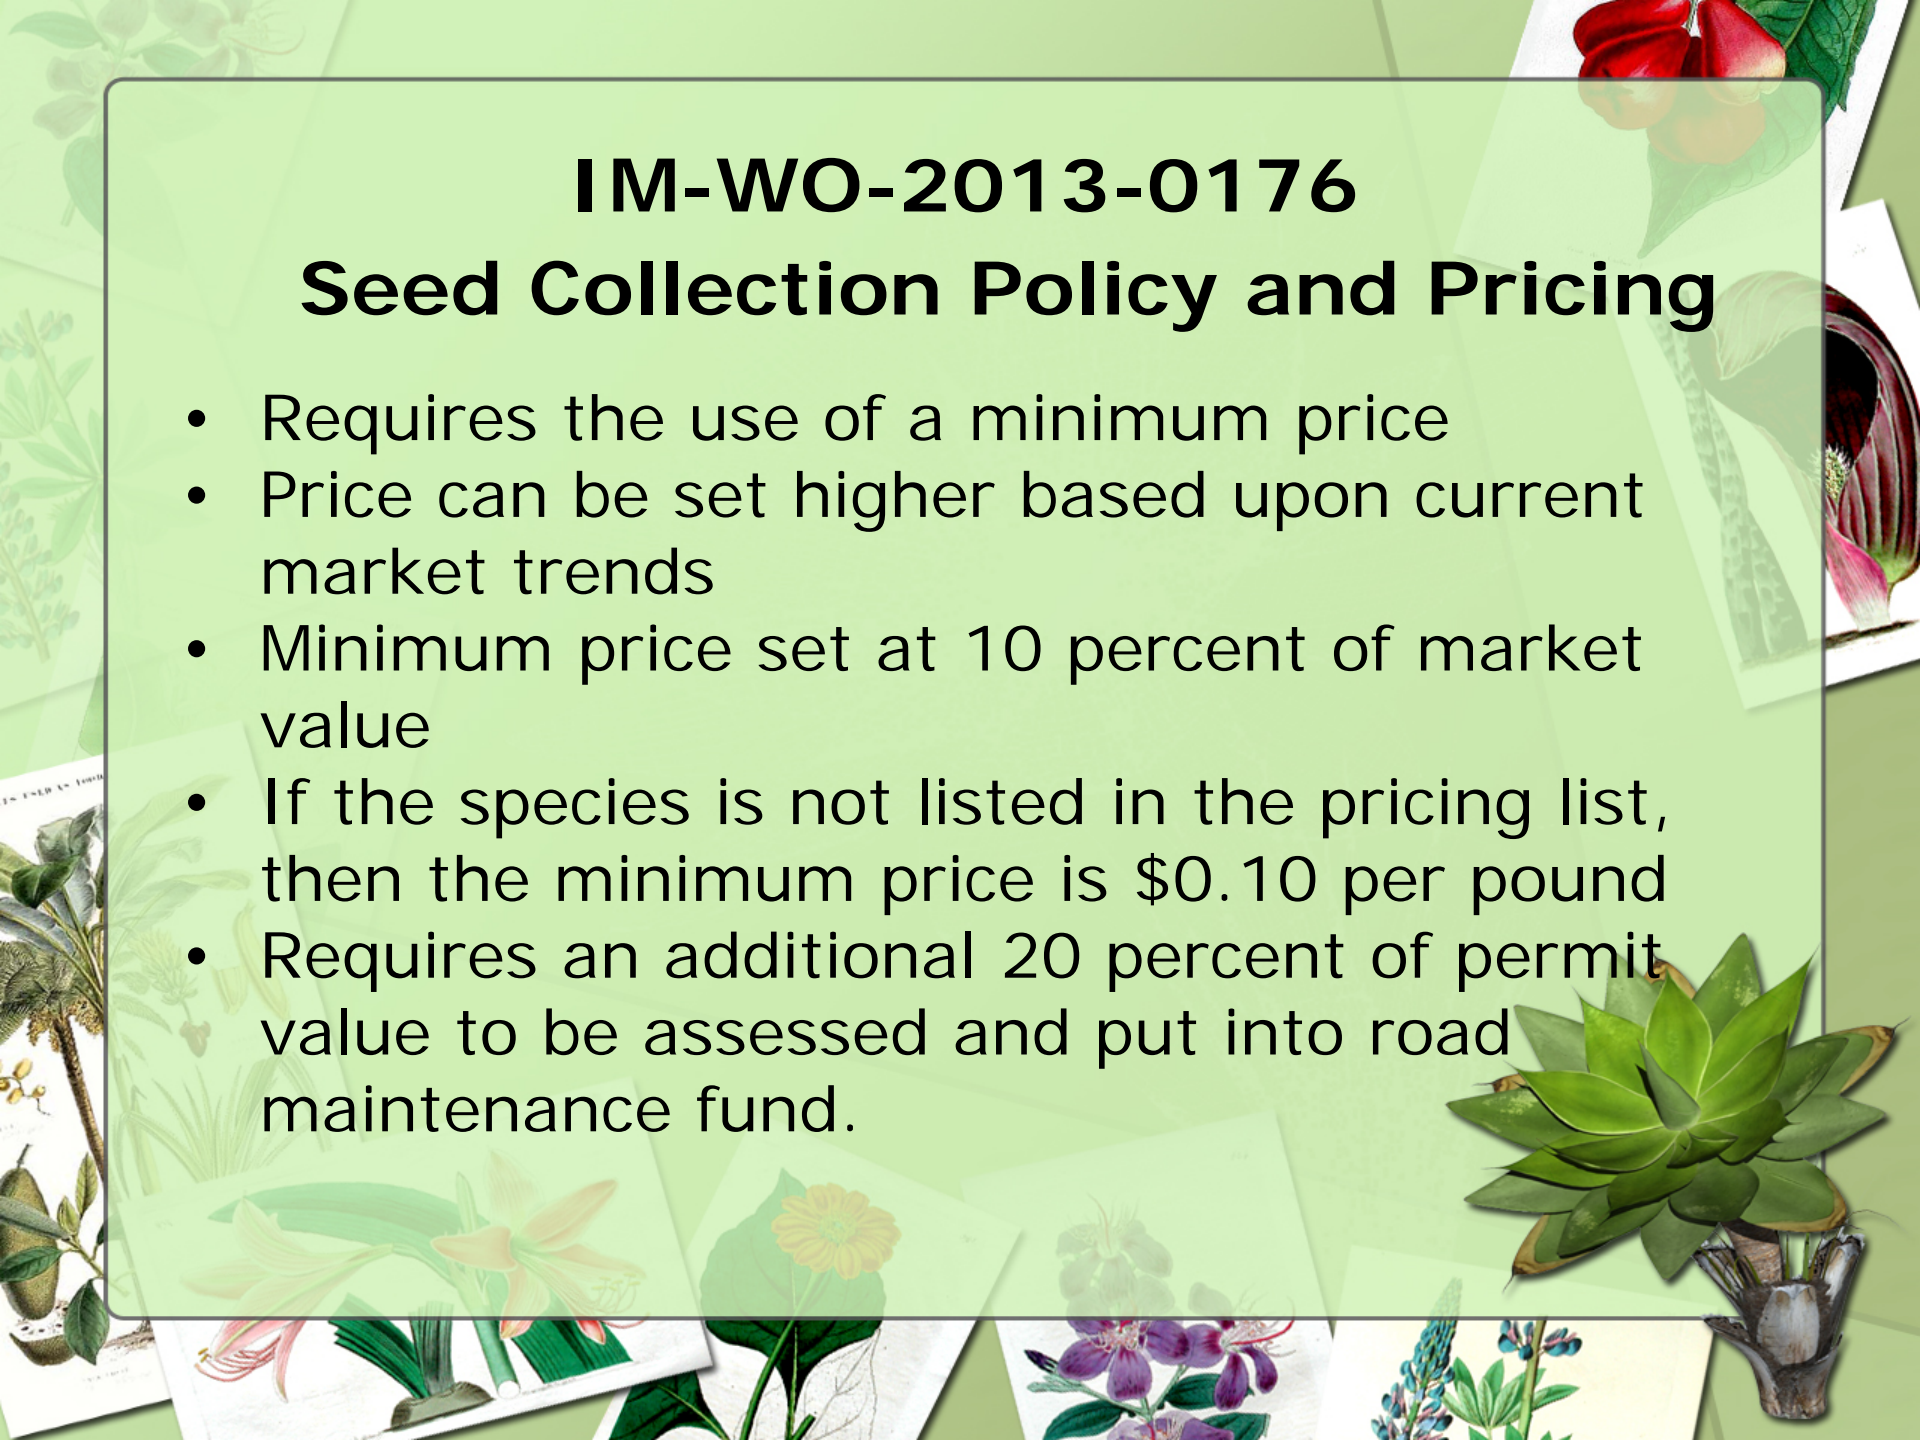 IM-WO-2013-0176
Seed Collection Policy and Pricing
• Requires the use of a minimum price
• Price can be set higher based upon current
market trends
• Minimum price set at 10 percent of market
value
• If the species is not listed in the pricing list,
then the minimum price is $0.10 per pound
• Requires an additional 20 percent of permit
value to be assessed and put into road
maintenance fund.